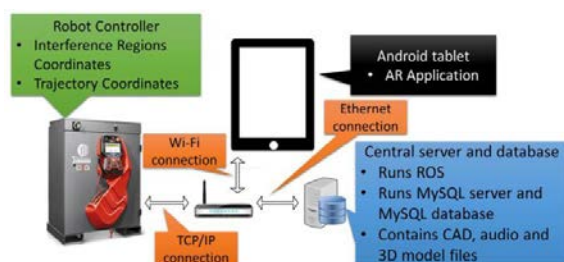 Robot Controller
• Interference Regions
Coordinates
• Trajectory Coordinates
Android tablet
• AR Application
Ethernet
connection
Wi-Fi
connection
Central server and database
• Runs ROS
• Runs MySQL server and
MySQL database
• Contains CAD, audio and
3D model files
TCP/IP
connection